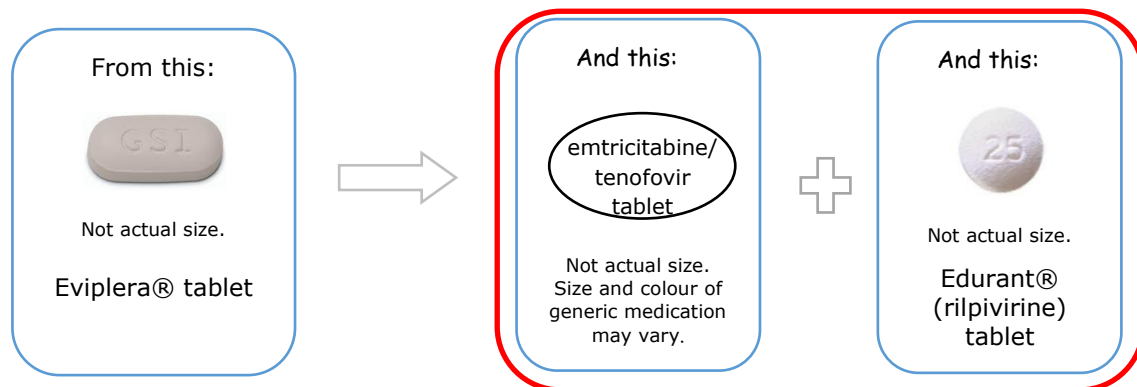 From this:
GSI
Not actual size.
Eviplera® tablet
And this:
emtricitabine/
tenofovir
tablet
Not actual size.
Size and colour of
generic medication
may vary.
And this:
25
Not actual size.
Edurant®
(rilpivirine)
tablet